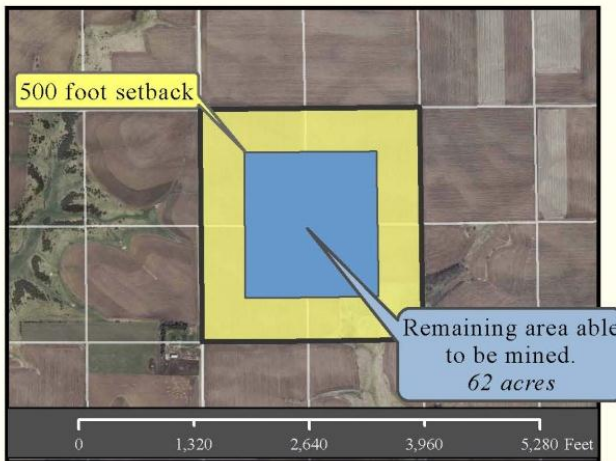 500 foot setback
Remaining area able
to be mined.
62 acres
0 1,320 2,640 3,960 5,280 Feet